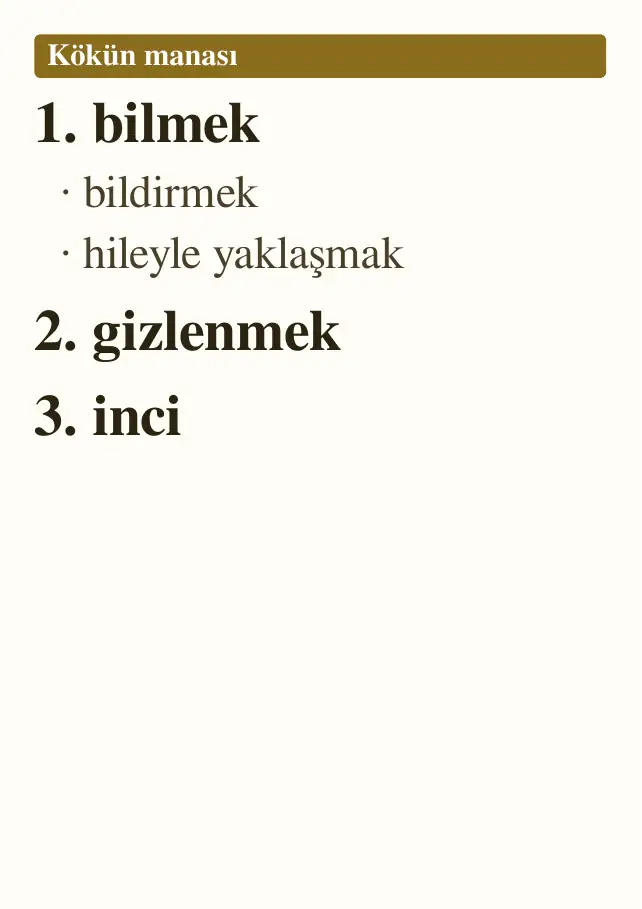 Kökün manası
1. bilmek
· bildirmek
· hileyle yaklaşmak
2. gizlenmek
3. inci